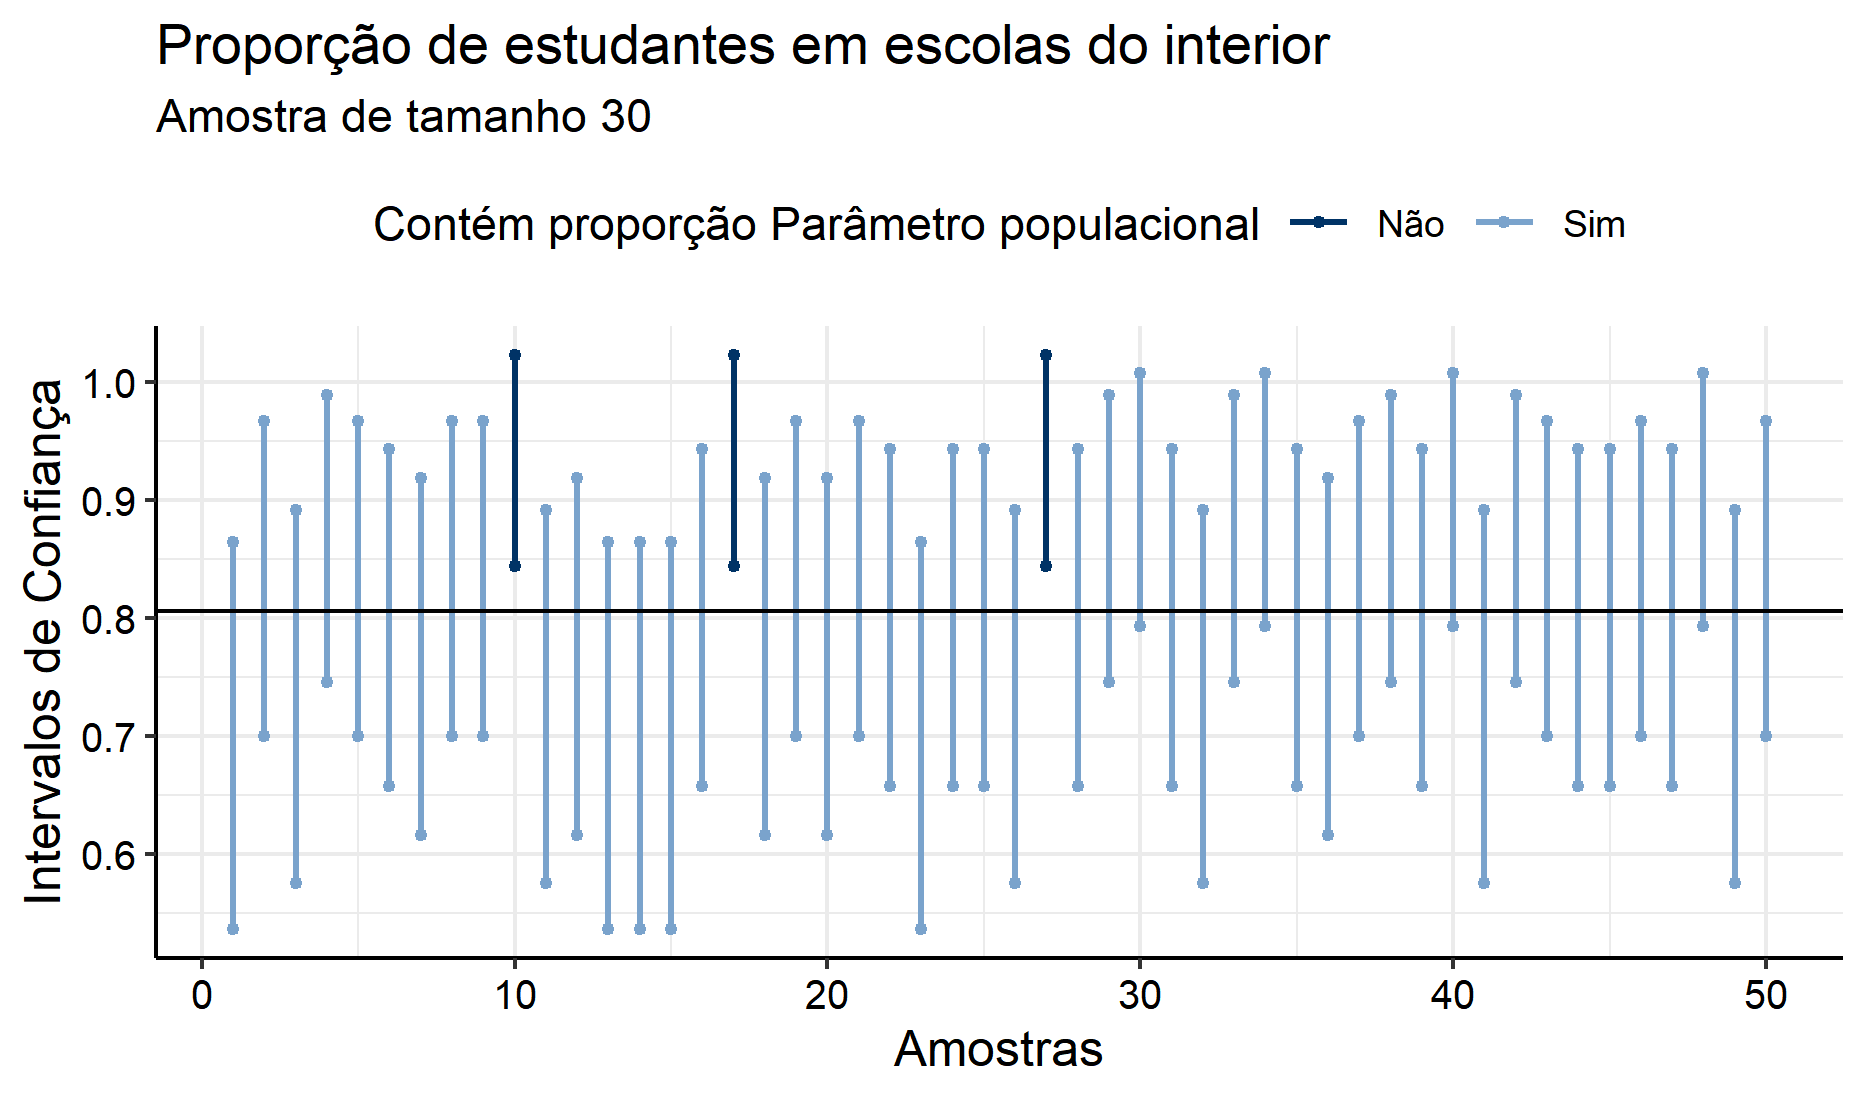 Proporção de estudantes em escolas do interior
Amostra de tamanho 30
Contém proporção Parâmetro populacional Não Sim
Intervalos de Confiança
1.0
0.9
0.8
0.7
0.6
0 10 20 30 40 50
Amostras